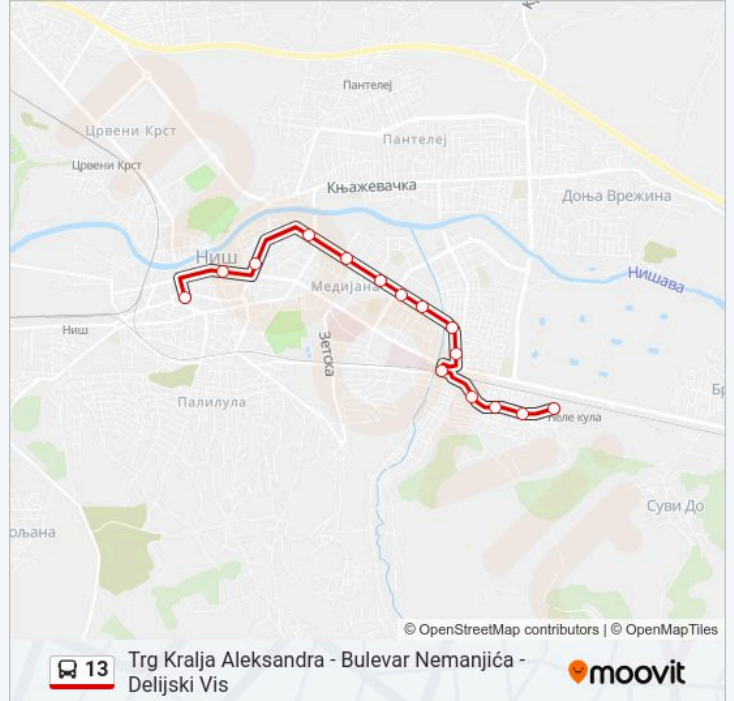 Пантелеј
Црвени Крст
Пантелеј
Црвени Крст
Књажевачка
Доња Врежина
Ниш
Нишава
Медијана
Ниш
Зетска
Палилула
Ћеле кула
Суви До
© OpenStreetMap contributors | © OpenMapTiles
13
Trg Kralja Aleksandra - Bulevar Nemanjića -
Delijski Vis
moovit